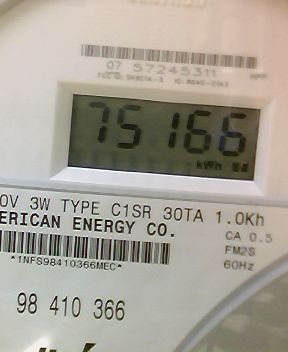 07 57245311
75166
kWh
0V 3W TYPE C1SR 30TA 1.0Kh
ERICAN ENERGY CO.
CA 0.5
FM2S
*1NFS98410366MEC*
60Hz
98 410 366